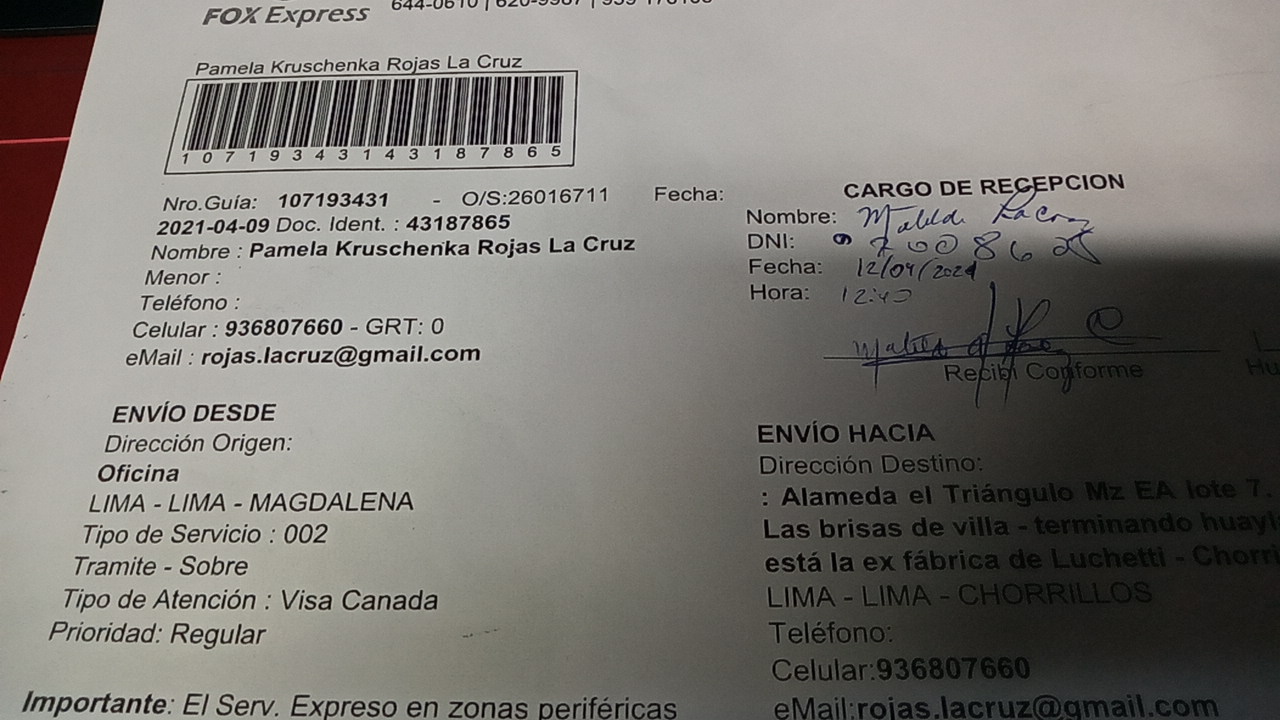 FOX Express
Pamela Kruschenka Rojas La Cruz
1 0 7 1 9 3 4 3 1 4 3 1 8 7 8 6 5
Nro.Guía: 107193431 - O/S:26016711 Fecha:
2021-04-09 Doc. Ident. : 43187865
Nombre : Pamela Kruschenka Rojas La Cruz
Menor :
Teléfono :
Celular : 936807660 - GRT: 0
eMail : rojas.lacruz@gmail.com
ENVÍO DESDE
Dirección Origen:
Oficina
LIMA - LIMA - MAGDALENA
Tipo de Servicio : 002
Tramite - Sobre
Tipo de Atención : Visa Canada
Prioridad: Regular
Importante: El Serv. Expreso en zonas periféricas
CARGO DE RECEPCION
Nombre: La Cruz
DNI:
Fecha: 12/04/2021
Hora: 12:40
Recibi Conforme
ENVÍO HACIA
Dirección Destino:
: Alameda el Triángulo Mz EA lote 7.
Las brisas de villa - terminando
está la ex fábrica de Luchetti -
LIMA - LIMA - CHORRILLOS
Teléfono:
Celular:936807660
eMail:rojas.lacruz@gmail.com